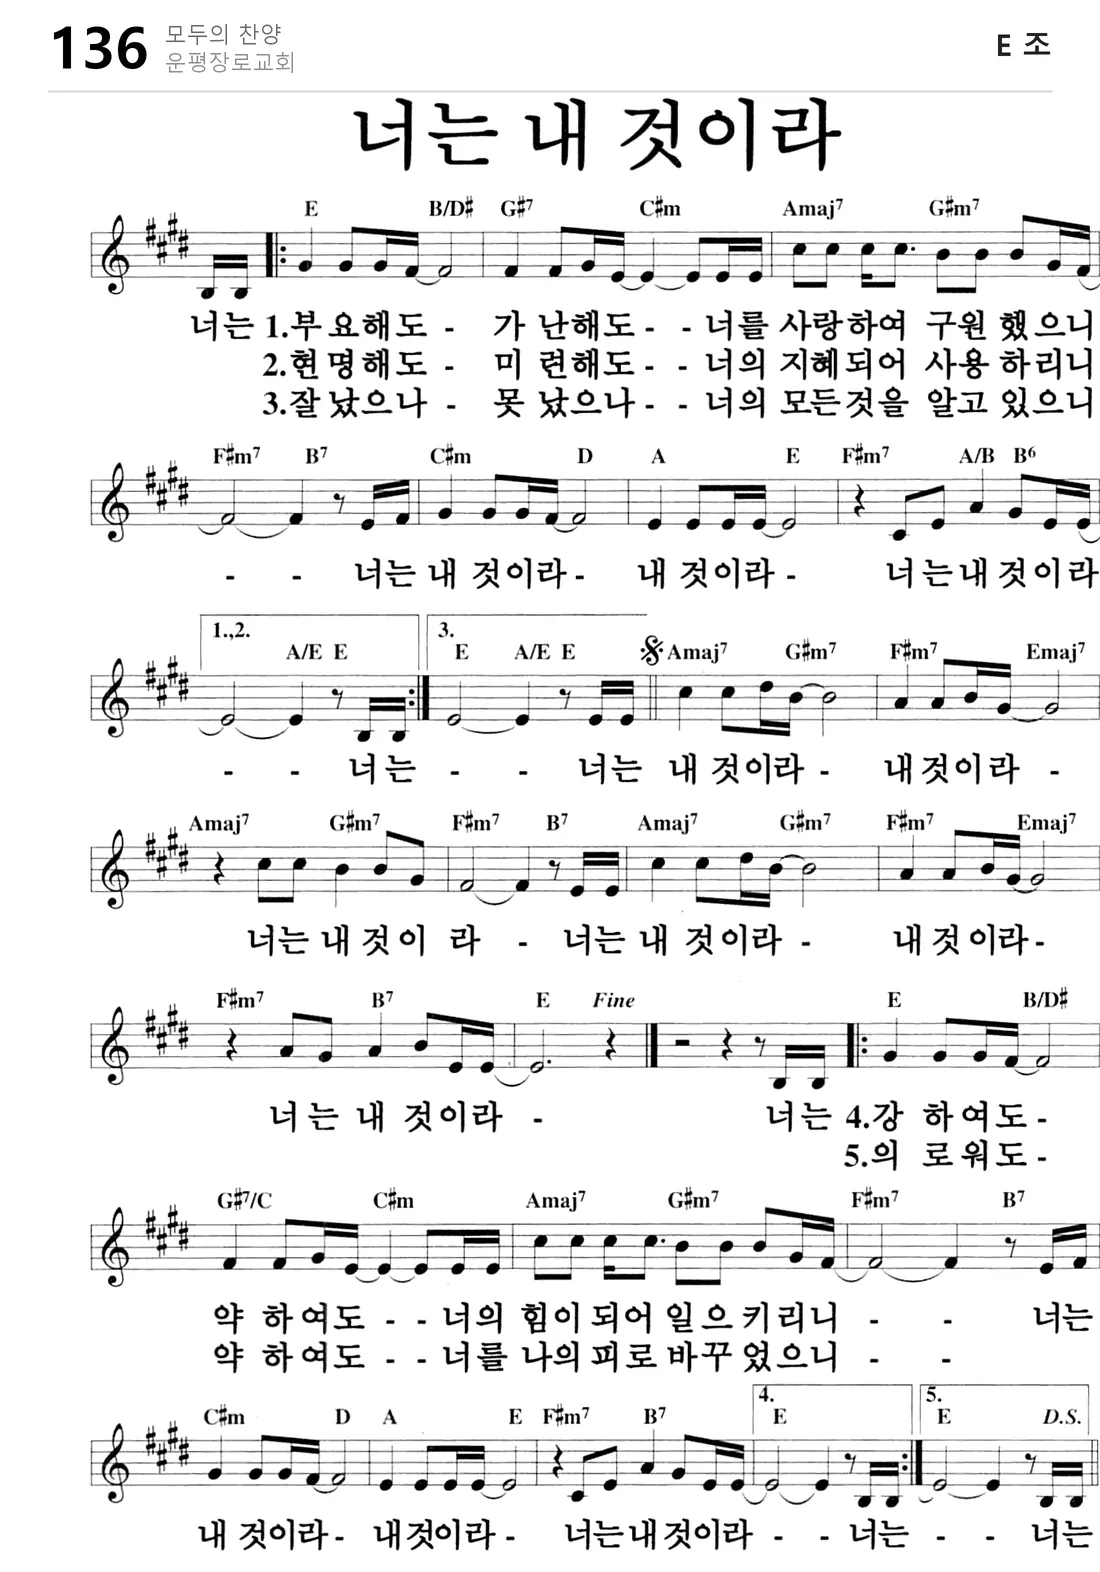 136 모두의 찬양
운평장로교회
E 조
너는 내 것이라
E B/D♯ G♯7 C♯m Amaj7 G♯m7
너는 1.부요해도 - 가 난해도 - - 너를 사랑하여 구원 했으니
2.현명해도 - 미 련해도 - - 너의 지혜되어 사용 하리니
3.잘났으나 - 못 났으나 - - 너의 모든것을 알고 있으니
F♯m7 B7 C♯m D A E F♯m7 A/B B6
- - 너는 내 것이라 - 내 것이라 - 너는내것이라
1.,2. 3.
A/E E E A/E E Amaj7 G♯m7 F♯m7 Emaj7
- - 너는 - - 너는 내 것이라 - 내것이라 -
Amaj7 G♯m7 F♯m7 B7 Amaj7 G♯m7 F♯m7 Emaj7
너는 내 것이 라 - 너는 내 것이라 - 내 것 이라 -
F♯m7 B7 E Fine E B/D♯
너는 내 것이라 - 너는 4.강 하여도 -
5.의 로워도 -
G♯7/C C♯m Amaj7 G♯m7 F♯m7 B7
약 하여도 - - 너의 힘이되어 일으키리니 - - 너는
약 하여도 - - 너를 나의피로 바꾸었으니 - -
4. 5.
C♯m D A E F♯m7 B7 E E D.S.
내 것이라 - 내것이라 - 너는내것이라 - - 너는 - - 너는